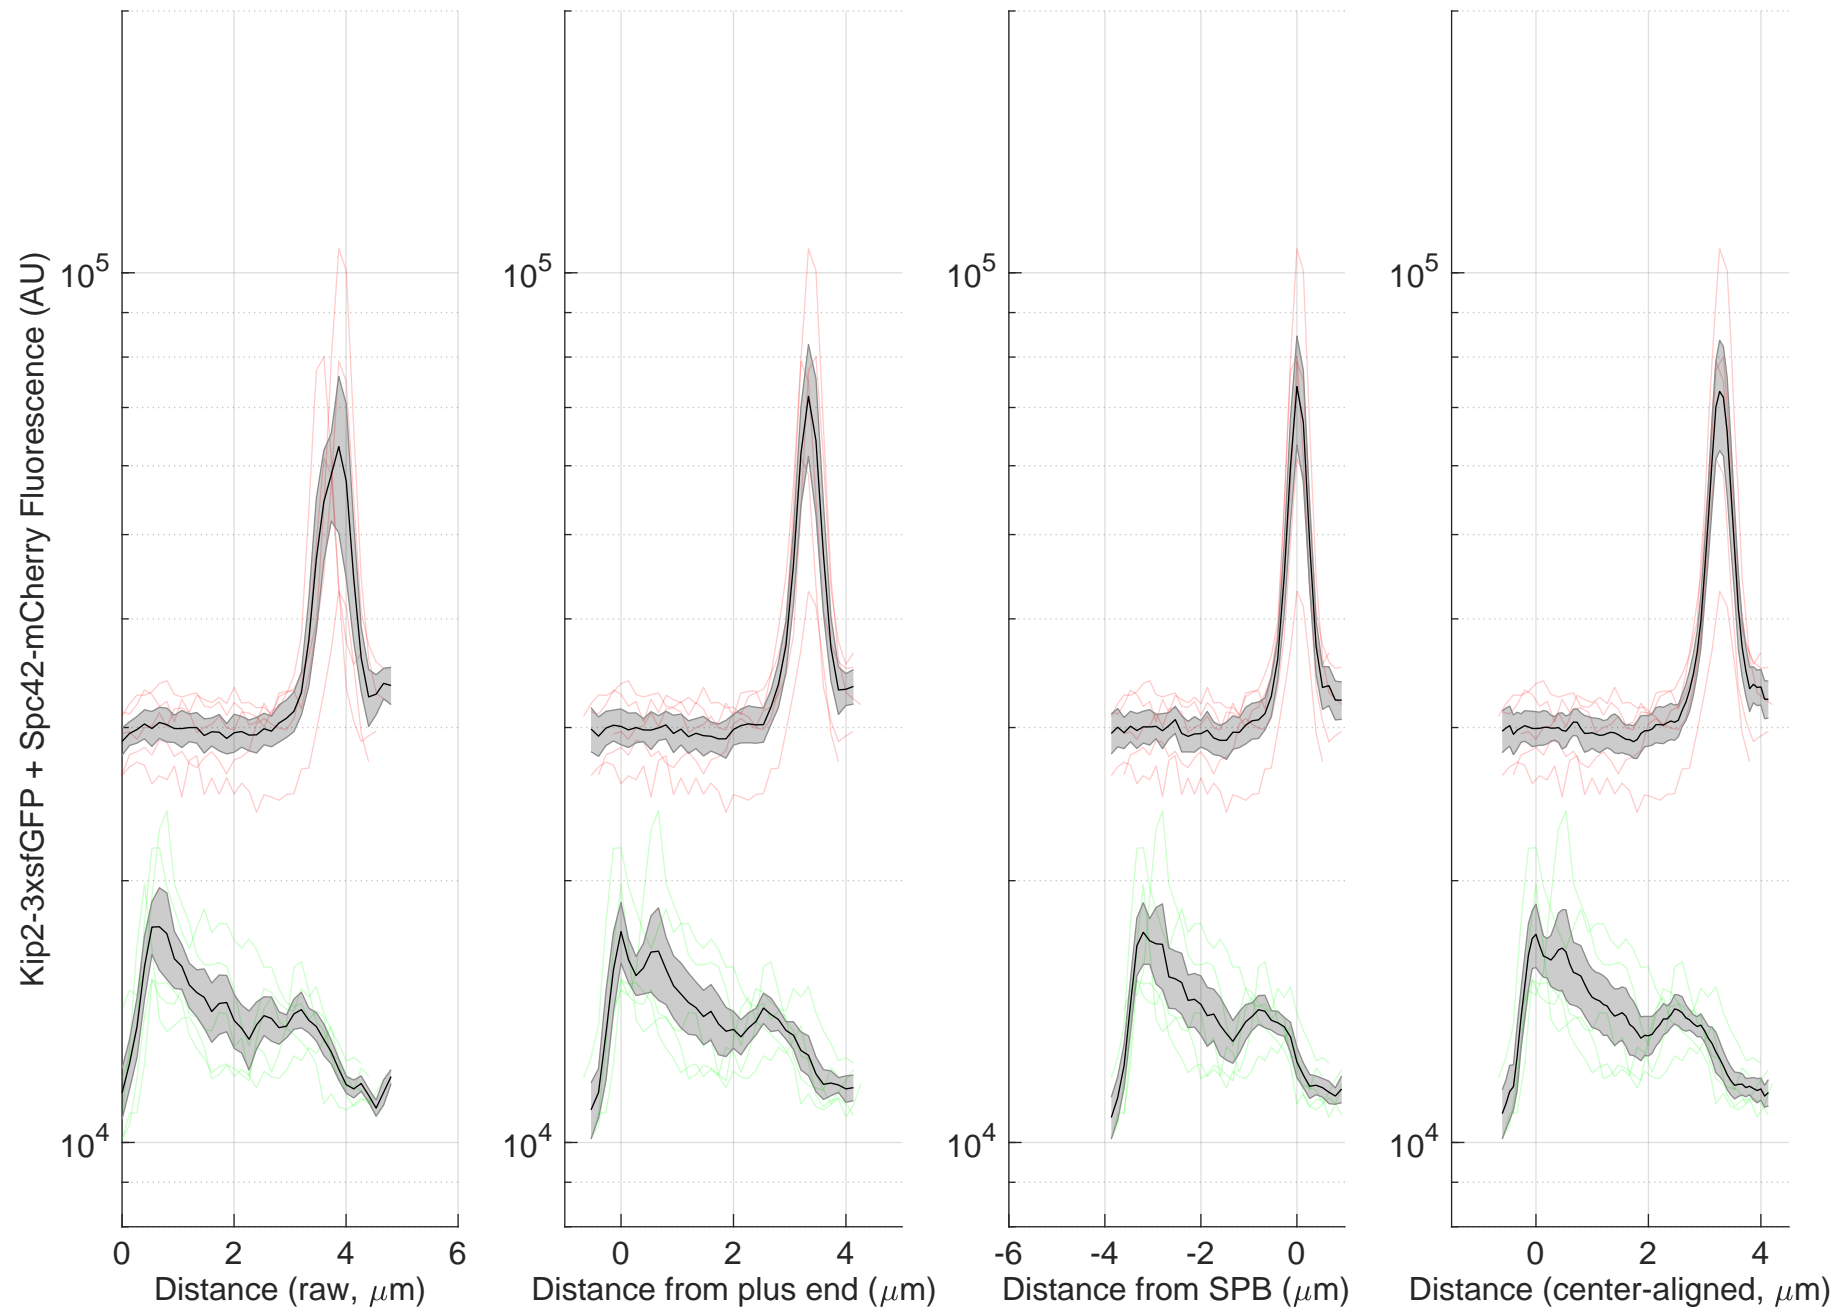 Kip2-3xsfGFP + Spc42-mCherry Fluorescence (AU)
10^5
10^4
0 2 4 6
Distance (raw, μm)
10^5
10^4
0 2 4
Distance from plus end (μm)
10^5
10^4
-6 -4 -2 0
Distance from SPB (μm)
10^5
10^4
0 2 4
Distance (center-aligned, μm)